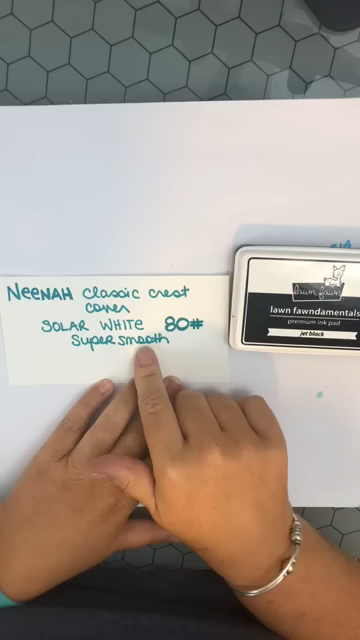 NEENAH classic crest
cover
SOLAR WHITE 80#
Super smooth
lawn fawn
lawn fawndamentals
premium ink pad
jet black